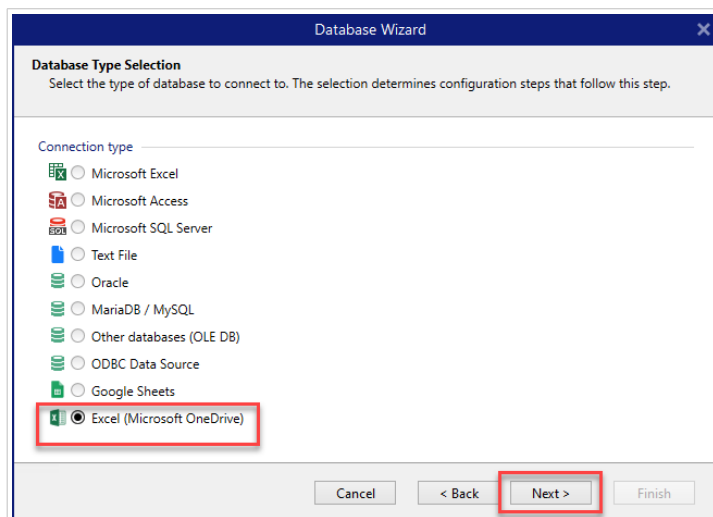 Database Wizard
Database Type Selection
Select the type of database to connect to. The selection determines configuration steps that follow this step.
Connection type
Microsoft Excel
Microsoft Access
Microsoft SQL Server
Text File
Oracle
MariaDB / MySQL
Other databases (OLE DB)
ODBC Data Source
Google Sheets
Excel (Microsoft OneDrive)
Cancel < Back Next > Finish